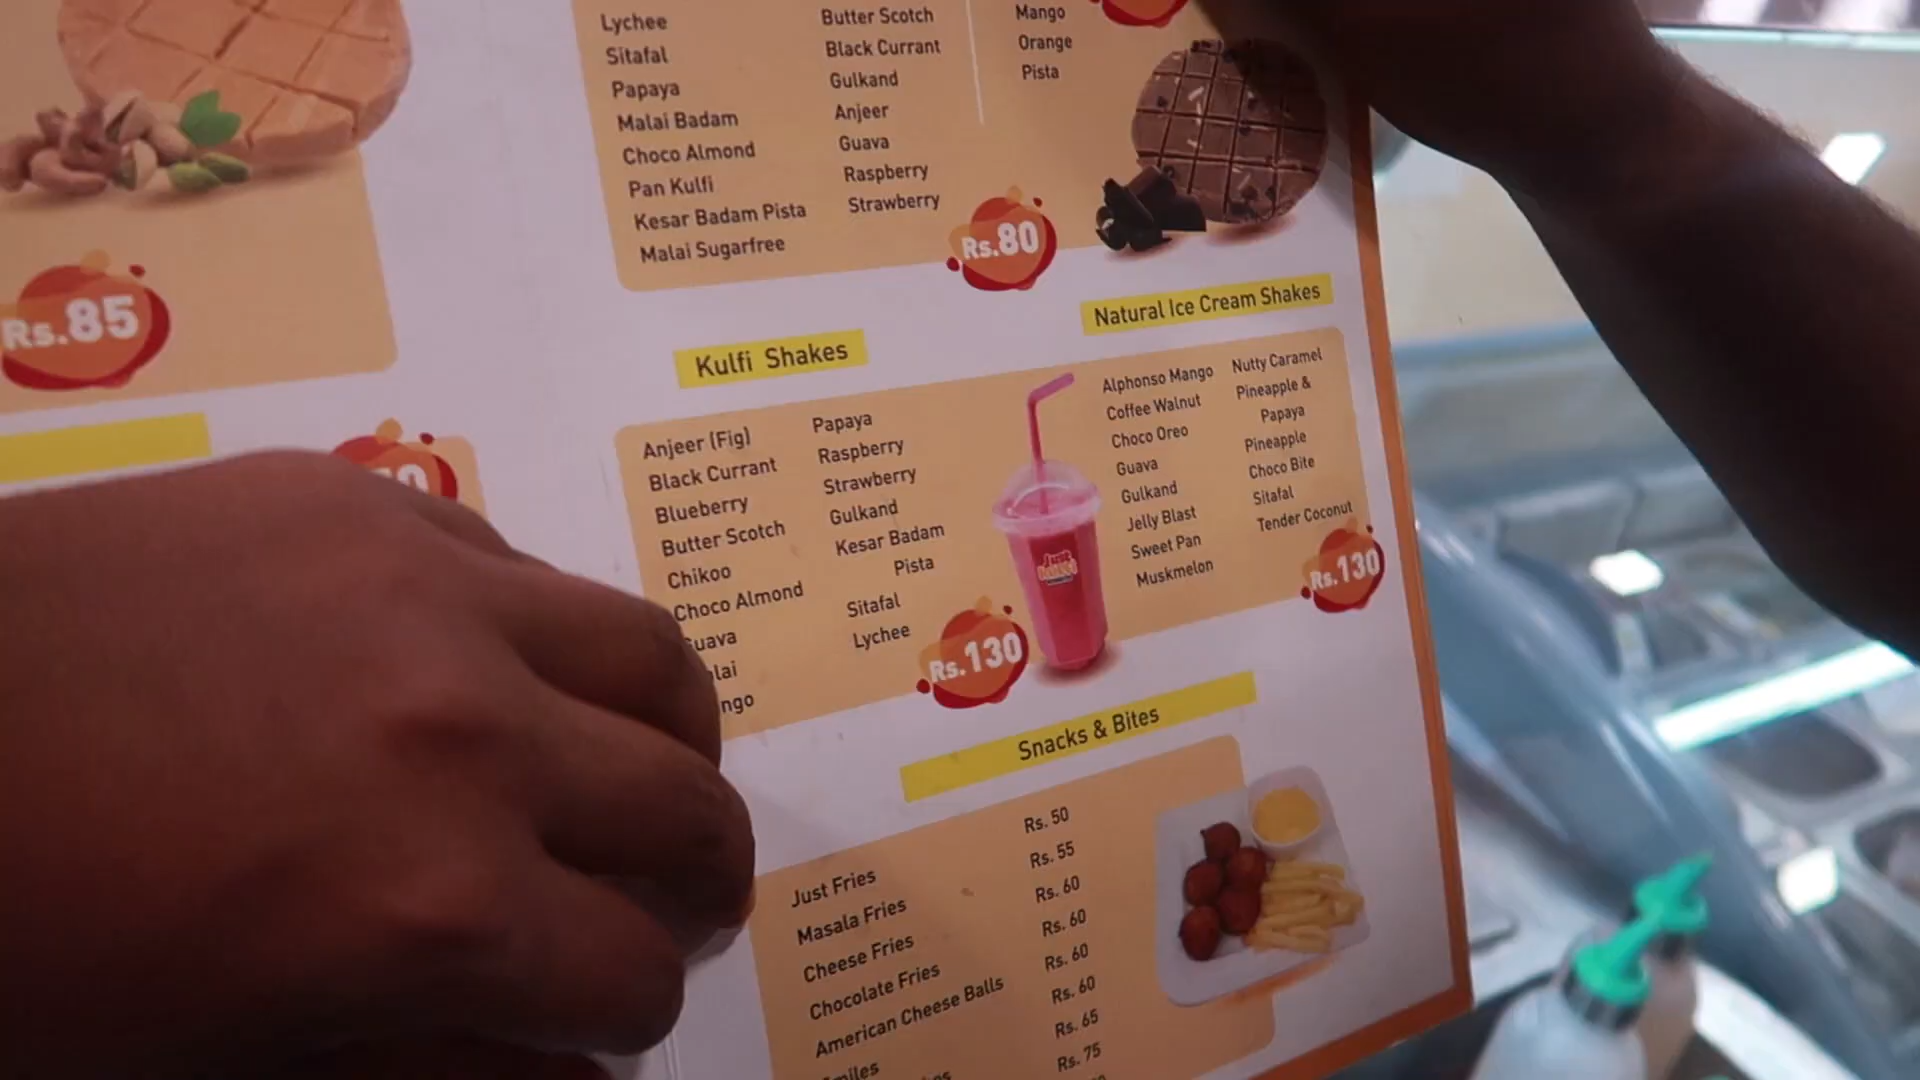 Lychee
Sitafal
Papaya
Malai Badam
Choco Almond
Pan Kulfi
Kesar Badam Pista
Malai Sugarfree
Butter Scotch
Black Currant
Gulkand
Anjeer
Guava
Raspberry
Strawberry
Mango
Orange
Pista
Rs.80
Rs.85
Kulfi Shakes
Anjeer (Fig)
Black Currant
Blueberry
Butter Scotch
Chikoo
Choco Almond
Papaya
Raspberry
Strawberry
Gulkand
Kesar Badam
Pista
Sitafal
Lychee
Rs.130
Natural Ice Cream Shakes
Alphonso Mango
Coffee Walnut
Choco Oreo
Guava
Gulkand
Jelly Blast
Sweet Pan
Muskmelon
Nutty Caramel
Pineapple &
Papaya
Pineapple
Choco Bite
Sitafal
Tender Coconut
Rs.130
Snacks & Bites
Just Fries
Masala Fries
Cheese Fries
Chocolate Fries
American Cheese Balls
Rs. 50
Rs. 55
Rs. 60
Rs. 60
Rs. 60
Rs. 60
Rs. 65
Rs. 75